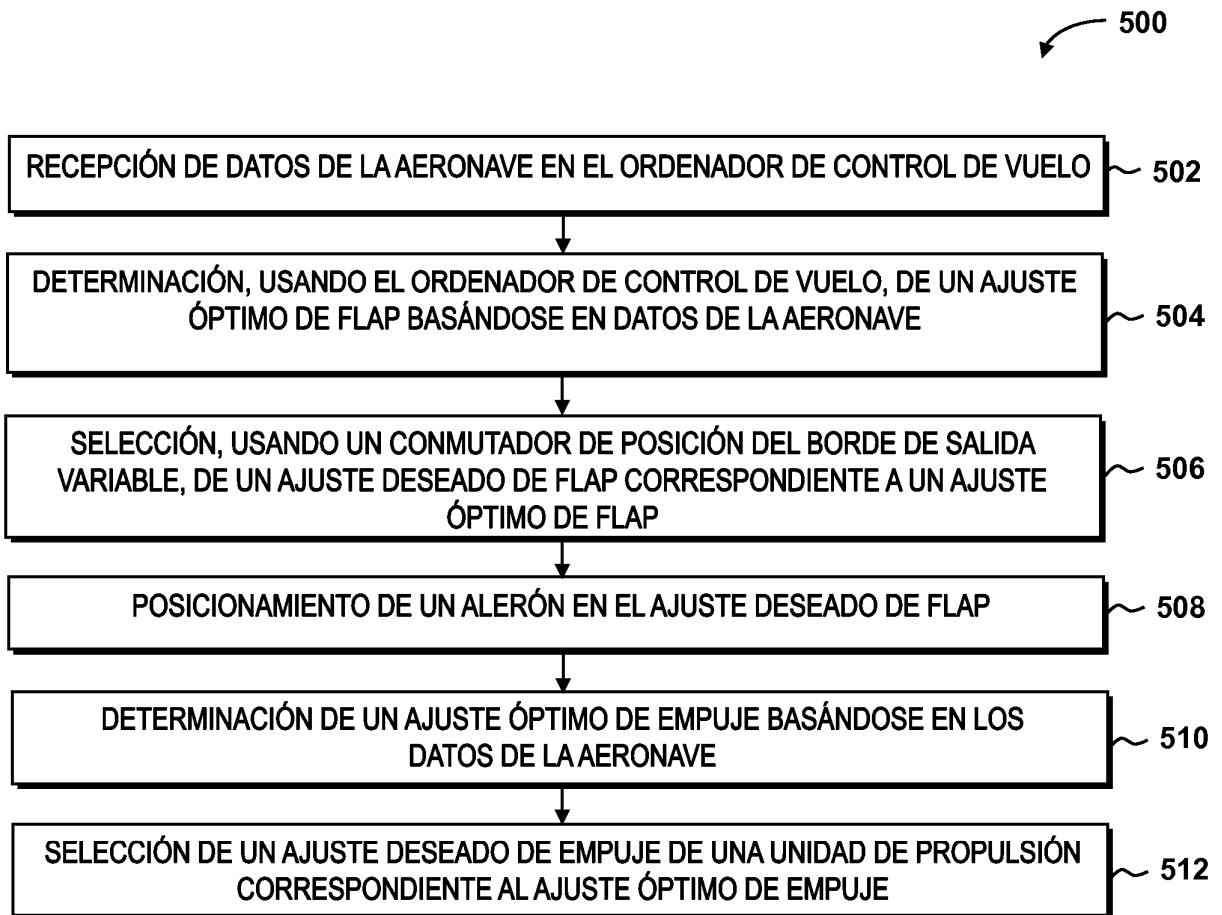 500
RECEPCIÓN DE DATOS DE LA AERONAVE EN EL ORDENADOR DE CONTROL DE VUELO
502
DETERMINACIÓN, USANDO EL ORDENADOR DE CONTROL DE VUELO, DE UN AJUSTE
ÓPTIMO DE FLAP BASÁNDOSE EN DATOS DE LA AERONAVE
504
SELECCIÓN, USANDO UN CONMUTADOR DE POSICIÓN DEL BORDE DE SALIDA
VARIABLE, DE UN AJUSTE DESEADO DE FLAP CORRESPONDIENTE A UN AJUSTE
ÓPTIMO DE FLAP
506
POSICIONAMIENTO DE UN ALERÓN EN EL AJUSTE DESEADO DE FLAP
508
DETERMINACIÓN DE UN AJUSTE ÓPTIMO DE EMPUJE BASÁNDOSE EN LOS
DATOS DE LA AERONAVE
510
SELECCIÓN DE UN AJUSTE DESEADO DE EMPUJE DE UNA UNIDAD DE PROPULSIÓN
CORRESPONDIENTE AL AJUSTE ÓPTIMO DE EMPUJE
512